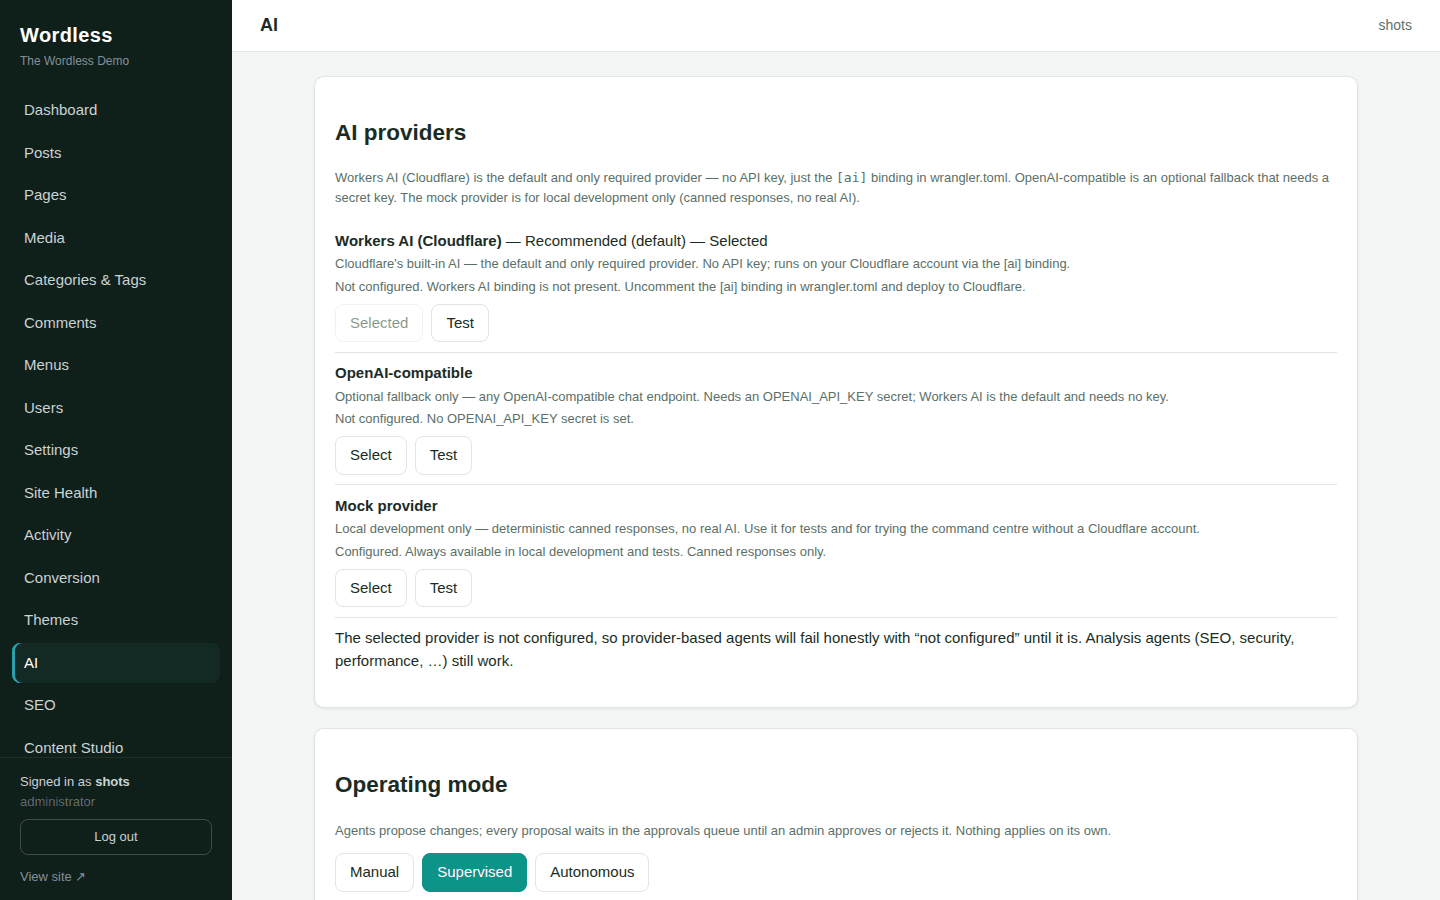 Wordless
The Wordless Demo
Dashboard
Posts
Pages
Media
Categories & Tags
Comments
Menus
Users
Settings
Site Health
Activity
Conversion
Themes
AI
SEO
Content Studio
Signed in as shots
administrator
Log out
View site ↗
AI
shots
AI providers
Workers AI (Cloudflare) is the default and only required provider — no API key, just the [ai] binding in wrangler.toml. OpenAI-compatible is an optional fallback that needs a
secret key. The mock provider is for local development only (canned responses, no real AI).
Workers AI (Cloudflare) — Recommended (default) — Selected
Cloudflare's built-in AI — the default and only required provider. No API key; runs on your Cloudflare account via the [ai] binding.
Not configured. Workers AI binding is not present. Uncomment the [ai] binding in wrangler.toml and deploy to Cloudflare.
Selected Test
OpenAI-compatible
Optional fallback only — any OpenAI-compatible chat endpoint. Needs an OPENAI_API_KEY secret; Workers AI is the default and needs no key.
Not configured. No OPENAI_API_KEY secret is set.
Select Test
Mock provider
Local development only — deterministic canned responses, no real AI. Use it for tests and for trying the command centre without a Cloudflare account.
Configured. Always available in local development and tests. Canned responses only.
Select Test
The selected provider is not configured, so provider-based agents will fail honestly with “not configured” until it is. Analysis agents (SEO, security,
performance, …) still work.
Operating mode
Agents propose changes; every proposal waits in the approvals queue until an admin approves or rejects it. Nothing applies on its own.
Manual Supervised Autonomous